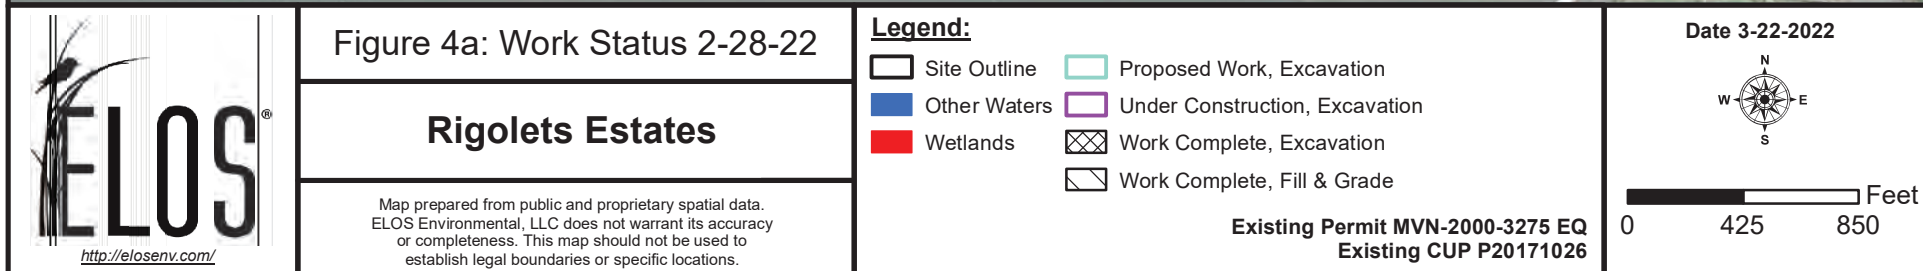 ELOS®
http://elosenv.com/
Figure 4a: Work Status 2-28-22
Rigolets Estates
Map prepared from public and proprietary spatial data.
ELOS Environmental, LLC does not warrant its accuracy
or completeness. This map should not be used to
establish legal boundaries or specific locations.
Legend:
Site Outline
Other Waters
Wetlands
Proposed Work, Excavation
Under Construction, Excavation
Work Complete, Excavation
Work Complete, Fill & Grade
Existing Permit MVN-2000-3275 EQ
Existing CUP P20171026
Date 3-22-2022
N
W E
S
Feet
0 425 850